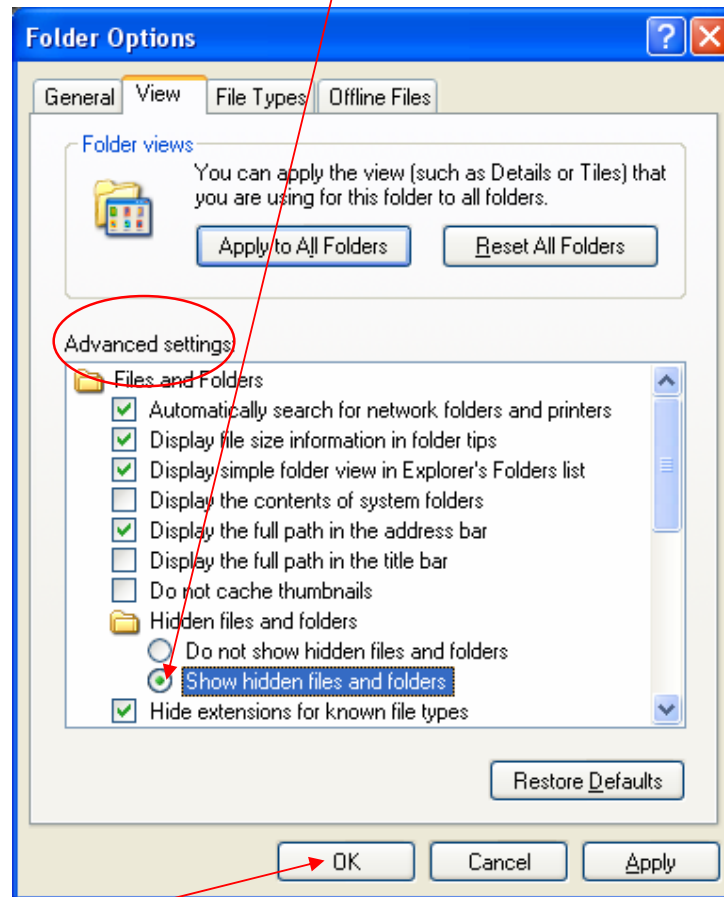 Folder Options
General View File Types Offline Files
Folder views
You can apply the view (such as Details or Tiles) that
you are using for this folder to all folders.
Apply to All Folders Reset All Folders
Advanced settings:
Files and Folders
Automatically search for network folders and printers
Display file size information in folder tips
Display simple folder view in Explorer's Folders list
Display the contents of system folders
Display the full path in the address bar
Display the full path in the title bar
Do not cache thumbnails
Hidden files and folders
Do not show hidden files and folders
Show hidden files and folders
Hide extensions for known file types
Restore Defaults
OK Cancel Apply